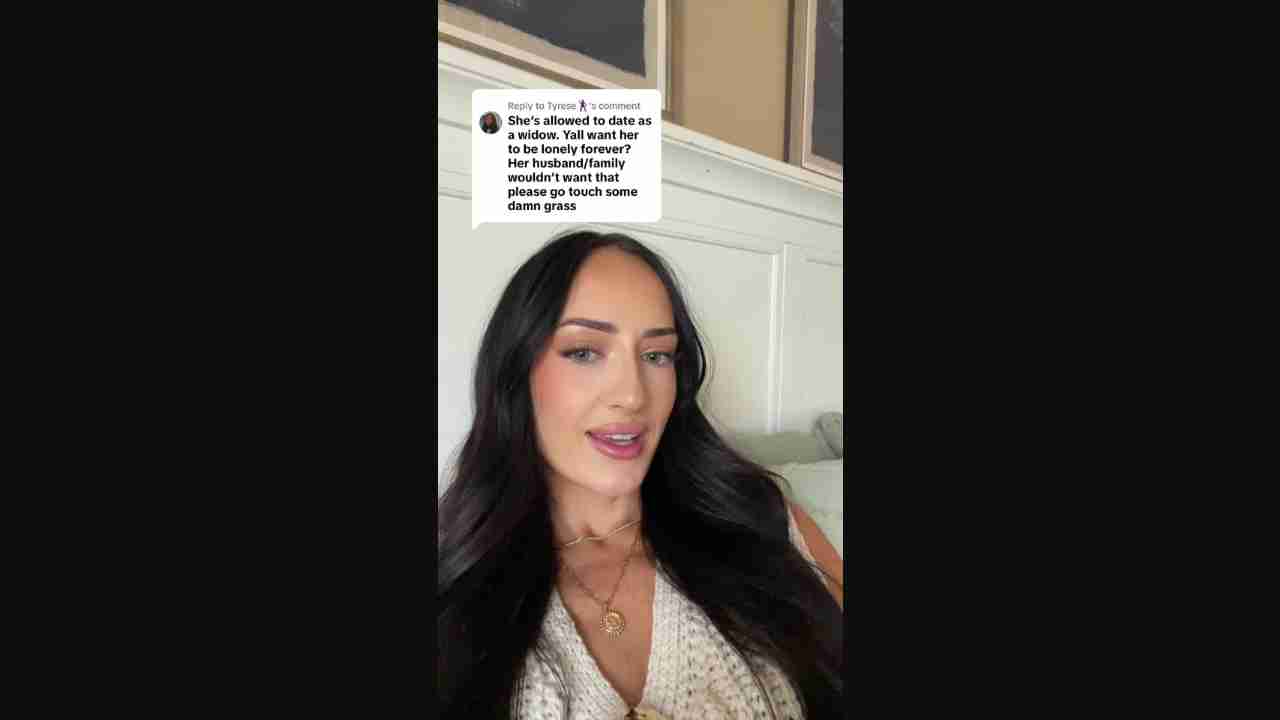 Reply to Tyrese🕺🏿's comment
She's allowed to date as
a widow. Yall want her
to be lonely forever?
Her husband/family
wouldn't want that
please go touch some
damn grass